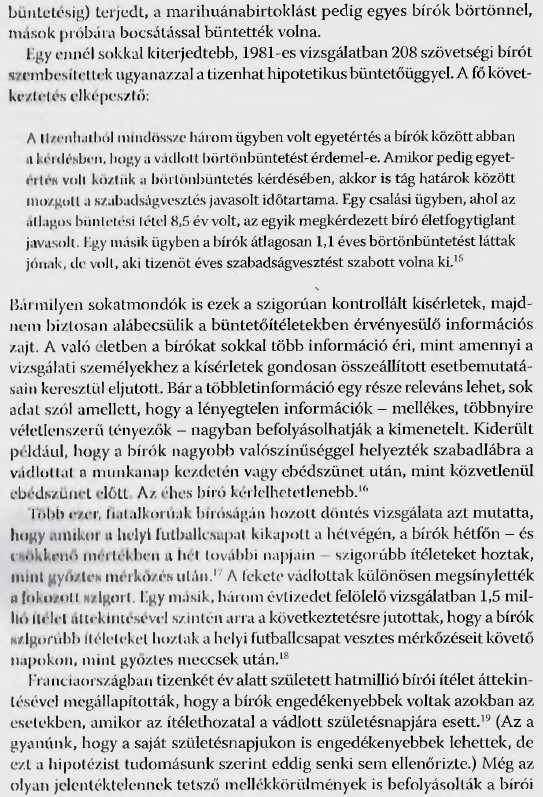 büntetésig) terjedt, a marihuánabirtoklást pedig egyes bírók börtönnel,
mások próbára bocsátással büntették volna.
Egy ennél sokkal kiterjedtebb, 1981-es vizsgálatban 208 szövetségi bírót
szembesítettek ugyanazzal a tizenhat hipotetikus büntetőüggyel. A fő követ-
keztetés elképesztő:
A tizenhatból mindössze három ügyben volt egyetértés a bírók között abban
a kérdésben, hogy a vádlott börtönbüntetést érdemel-e. Amikor pedig egyet-
értés volt köztük a börtönbüntetés kérdésében, akkor is tág határok között
mozgott a szabadságvesztés javasolt időtartama. Egy csalási ügyben, ahol az
átlagos büntetési tétel 8,5 év volt, az egyik megkérdezett bíró életfogytiglant
javasolt. Egy másik ügyben a bírók átlagosan 1,1 éves börtönbüntetést láttak
jónak, de volt, aki tizenöt éves szabadságvesztést szabott volna ki.¹⁵
Bármilyen sokatmondók is ezek a szigorúan kontrollált kísérletek, majd-
nem biztosan alábecsülik a büntetőítéletekben érvényesülő információs
zajt. A való életben a bírókat sokkal több információ éri, mint amennyi a
vizsgálati személyekhez a kísérletek gondosan összeállított esetbemutatá-
sain keresztül eljutott. Bár a többletinformáció egy része releváns lehet, sok
adat szól amellett, hogy a lényegtelen információk – mellékes, többnyire
véletlenszerű tényezők – nagyban befolyásolhatják a kimenetelt. Kiderült
például, hogy a bírók nagyobb valószínűséggel helyezték szabadlábra a
vádlottat a munkanap kezdetén vagy ebédszünet után, mint közvetlenül
ebédszünet előtt. Az éhes bíró kérlelhetetlenebb.¹⁶
Több ezer, fiatalkorúak bíróságán hozott döntés vizsgálata azt mutatta,
hogy amikor a helyi futballcsapat kikapott a hétvégén, a bírók hétfőn – és
csökkenő mértékben a hét további napjain – szigorúbb ítéleteket hoztak,
mint győztes mérkőzés után.¹⁷ A fekete vádlottak különösen megsínylették
a fokozott szigort. Egy másik, három évtizedet felölelő vizsgálatban 1,5 mil-
lió ítélet áttekintésével szintén arra a következtetésre jutottak, hogy a bírók
szigorúbb ítéleteket hoztak a helyi futballcsapat vesztes mérkőzéseit követő
napokon, mint győztes meccsek után.¹⁸
Franciaországban tizenkét év alatt született hatmillió bírói ítélet áttekin-
tésével megállapították, hogy a bírók engedékenyebbek voltak azokban az
esetekben, amikor az ítélethozatal a vádlott születésnapjára esett.¹⁹ (Az a
gyanúnk, hogy a saját születésnapjukon is engedékenyebbek lehettek, de
ezt a hipotézist tudomásunk szerint eddig senki sem ellenőrizte.) Még az
olyan jelentéktelennek tetsző mellékkörülmények is befolyásolták a bírói